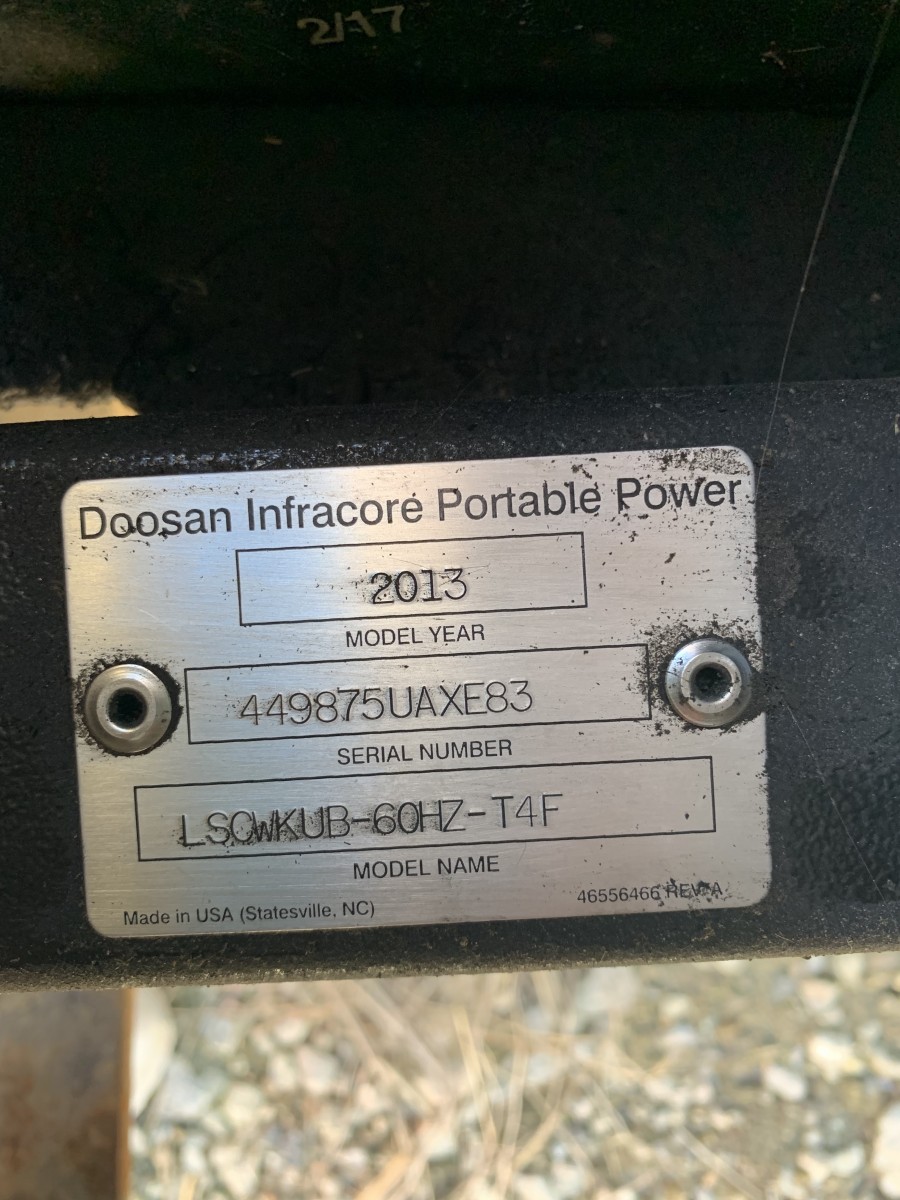 2/17
Doosan Infracore Portable Power
2013
MODEL YEAR
449875UAXE83
SERIAL NUMBER
LSCWKUB-60HZ-T4F
MODEL NAME
46556466 REV A
Made in USA (Statesville, NC)